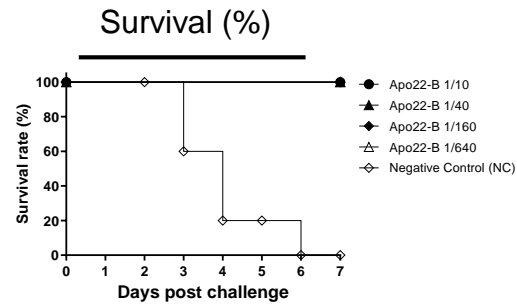 Survival (%)
Survival rate (%)
100
80
60
40
20
0
0 1 2 3 4 5 6 7
Days post challenge
Apo22-B 1/10
Apo22-B 1/40
Apo22-B 1/160
Apo22-B 1/640
Negative Control (NC)